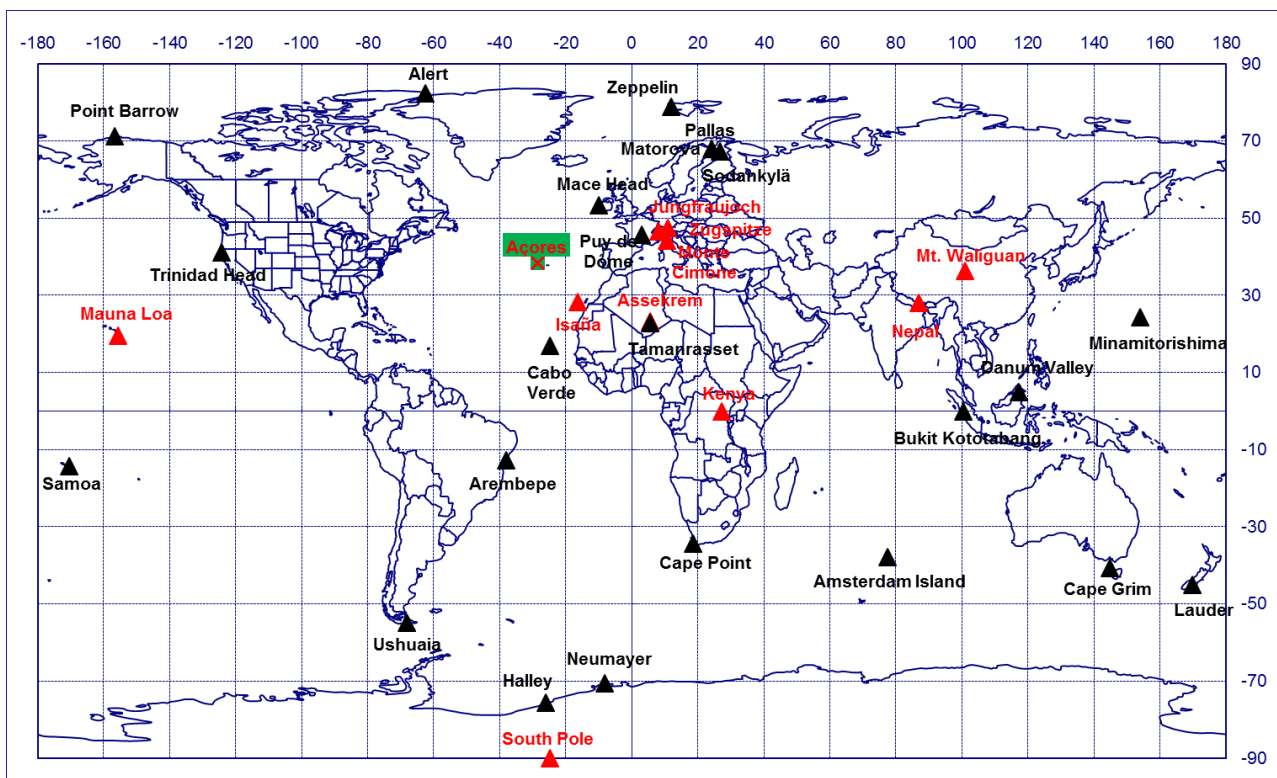 -180 -160 -140 -120 -100 -80 -60 -40 -20 0 20 40 60 80 100 120 140 160 180
90
Alert
Zeppelin
Point Barrow
Pallas
70
Matorova
Sodankylä
Mace Head
Jungfraujoch
50
Zugspitze
Puy de
Dôme
Açores
Monte
Cimone
Mt. Waliguan
Trinidad Head
30
Assekrem
Mauna Loa
Isaña
Nepal
Tamanrasset
Minamitorishima
Cabo
Verde
10
Danum Valley
Kenya
Bukit Kototabang
-10
Samoa
Arembepe
-30
Cape Point
Amsterdam Island
Cape Grim
-50
Lauder
Ushuaia
Neumayer
Halley
-70
South Pole
-90